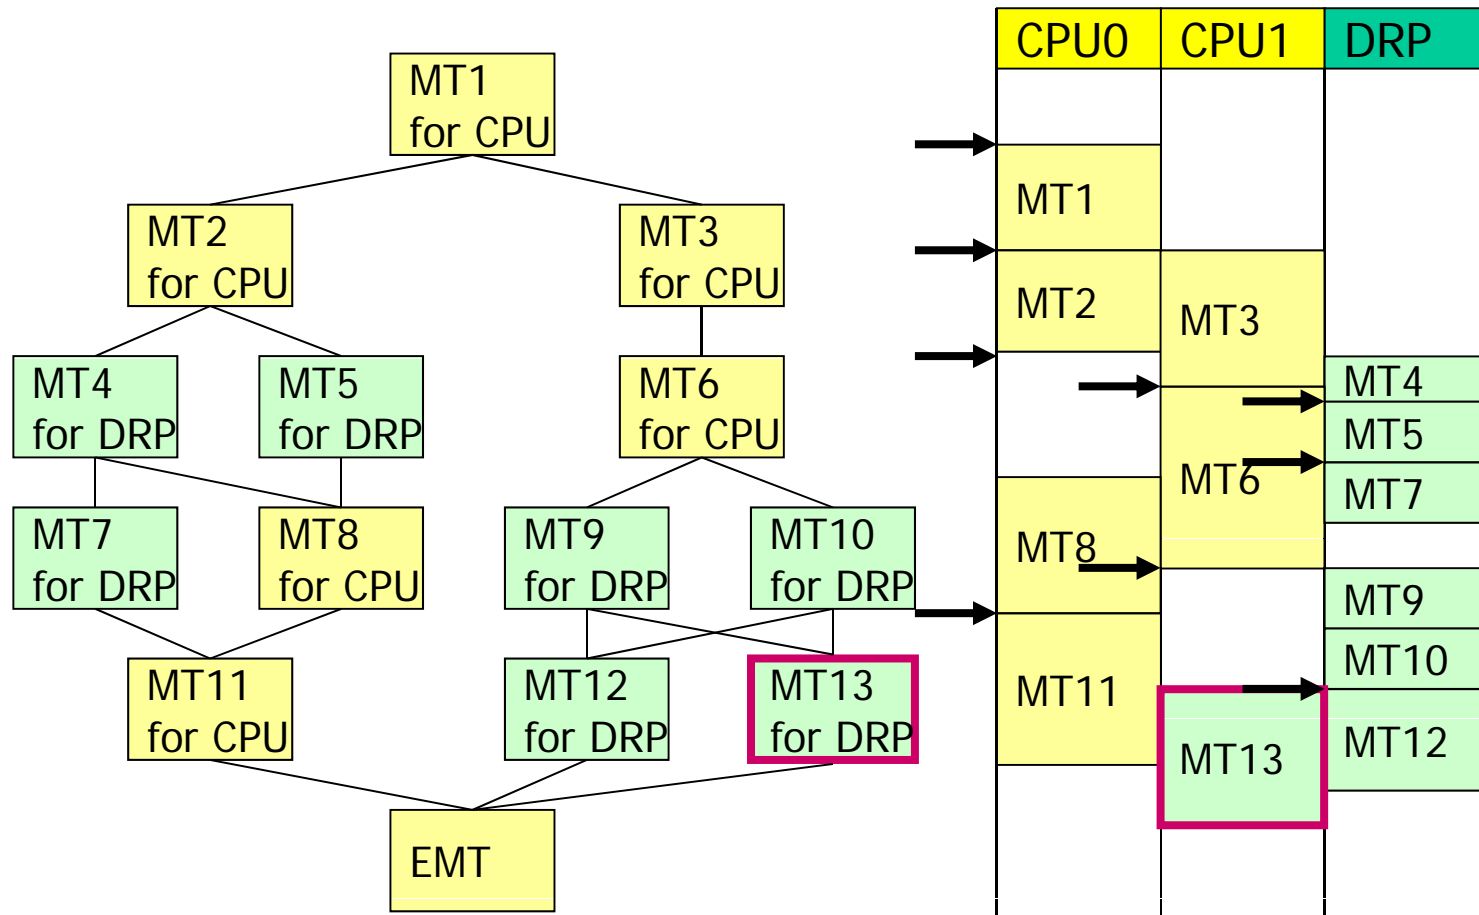 MT1
for CPU
MT2
for CPU
MT3
for CPU
MT4
for DRP
MT5
for DRP
MT6
for CPU
MT7
for DRP
MT8
for CPU
MT9
for DRP
MT10
for DRP
MT11
for CPU
MT12
for DRP
MT13
for DRP
EMT
CPU0 CPU1 DRP
MT1
MT2
MT3
MT4
MT5
MT6
MT7
MT8
MT9
MT10
MT11
MT12
MT13